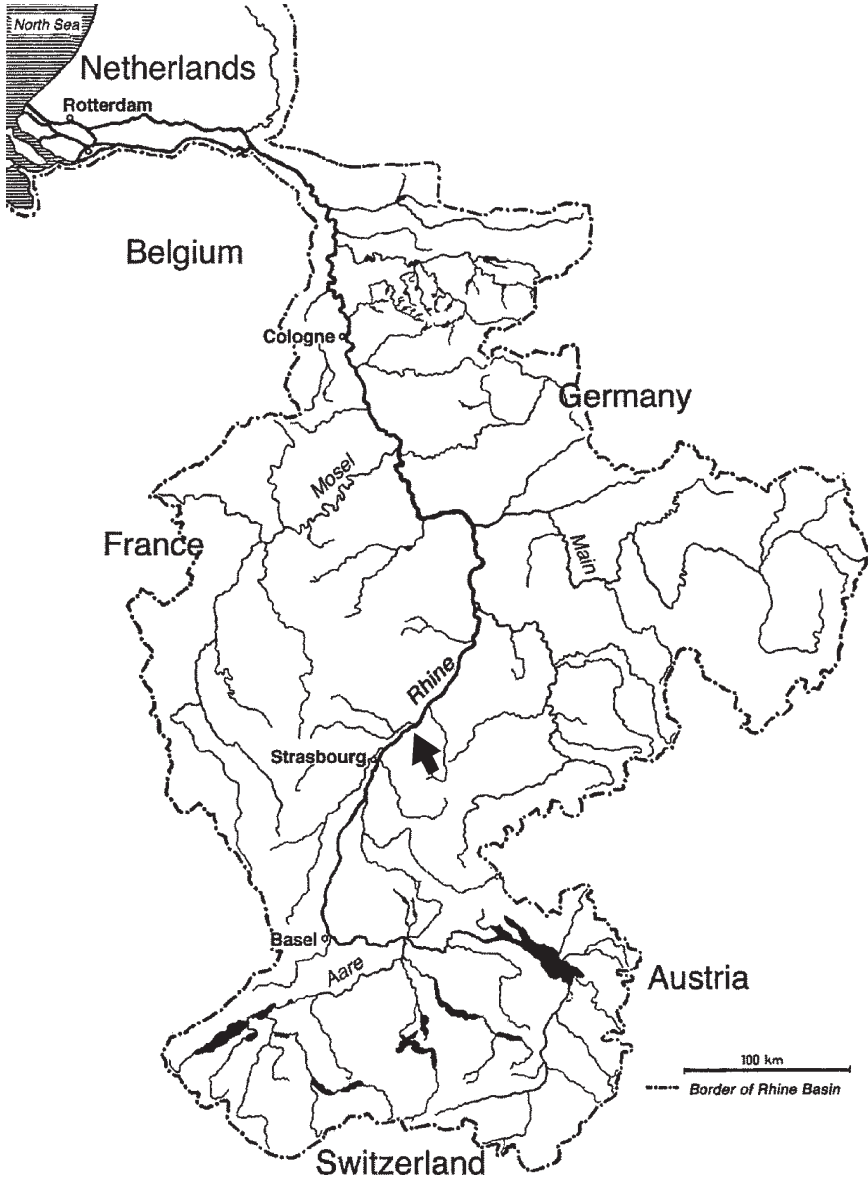 North Sea
Netherlands
Rotterdam
Belgium
Cologne
Germany
Mosel
France
Main
Rhine
Strasbourg
Basel
Aare
Austria
100 km
Border of Rhine Basin
Switzerland